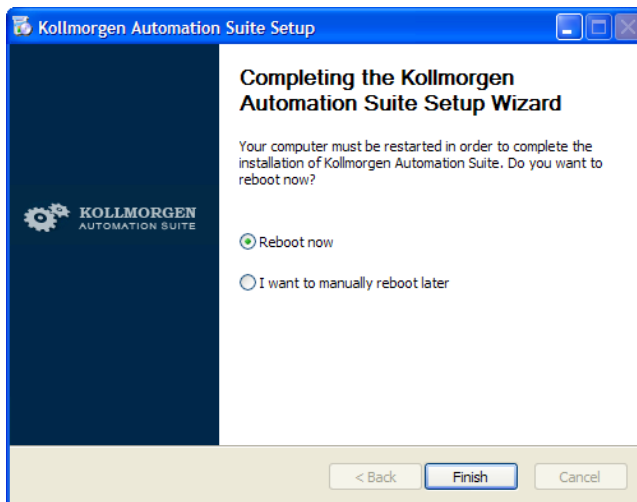 Kollmorgen Automation Suite Setup
Completing the Kollmorgen
Automation Suite Setup Wizard
Your computer must be restarted in order to complete the
installation of Kollmorgen Automation Suite. Do you want to
reboot now?
KOLLMORGEN
AUTOMATION SUITE
Reboot now
I want to manually reboot later
< Back
Finish
Cancel